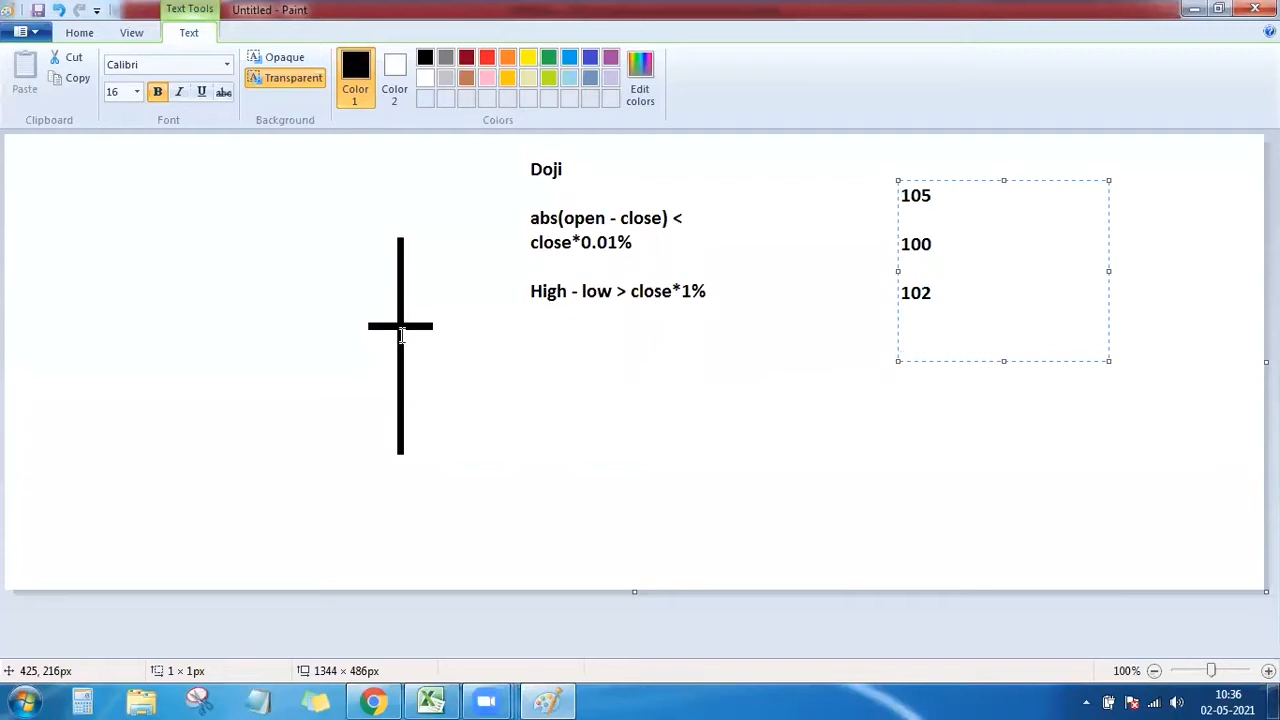 Text Tools
Untitled - Paint
Home
View
Text
Paste
Cut
Copy
Clipboard
Calibri
16
B
I
U
abc
Font
Opaque
Transparent
Background
Color
1
Color
2
Edit
colors
Colors
Doji
abs(open - close) <
close*0.01%
High - low > close*1%
105
100
102
425, 216px
1 × 1px
1344 × 486px
100%
10:36
02-05-2021